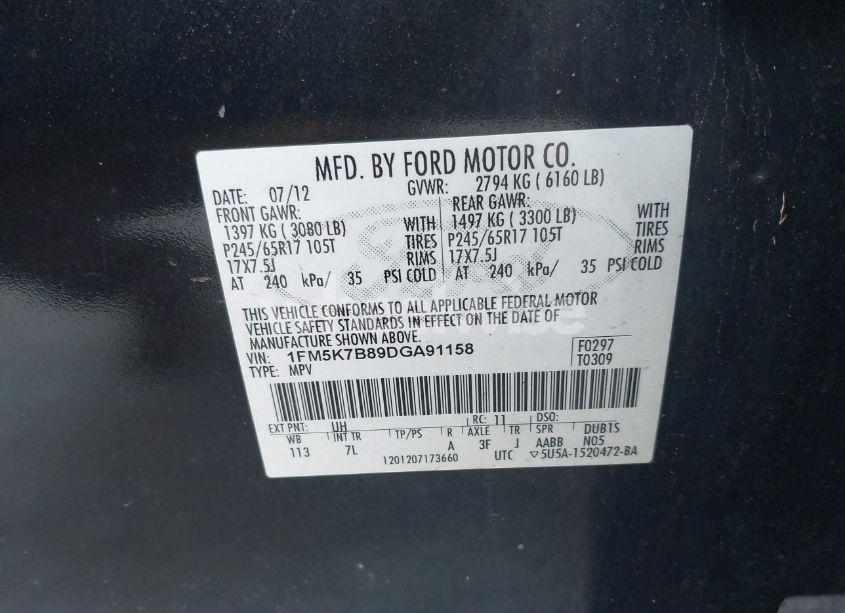 MFD. BY FORD MOTOR CO.
DATE: 07/12 GVWR: 2794 KG ( 6160 LB)
FRONT GAWR: REAR GAWR:
1397 KG ( 3080 LB) WITH 1497 KG ( 3300 LB) WITH
P245/65R17 105T TIRES P245/65R17 105T TIRES
17X7.5J RIMS 17X7.5J RIMS
AT 240 kPa/ 35 PSI COLD AT 240 kPa/ 35 PSI COLD
THIS VEHICLE CONFORMS TO ALL APPLICABLE FEDERAL MOTOR
VEHICLE SAFETY STANDARDS IN EFFECT ON THE DATE OF
MANUFACTURE SHOWN ABOVE.
VIN: 1FM5K7B89DGA91158 F0297
TYPE: MPV T0309
EXT PNT: UH RC: 11 DSO:
WB INT TR TP/PS R AXLE TR SPR DUB1S
113 7L A 3F J AABB N05
1201207173660 UTC ▽5U5A-1520472-BA